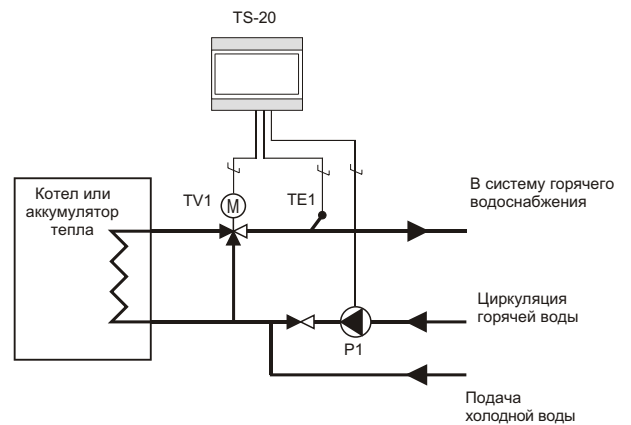 TS-20
Котел или
аккумулятор
тепла
TV1
M
TE1
В систему горячего
водоснабжения
Циркуляция
горячей воды
P1
Подача
холодной воды